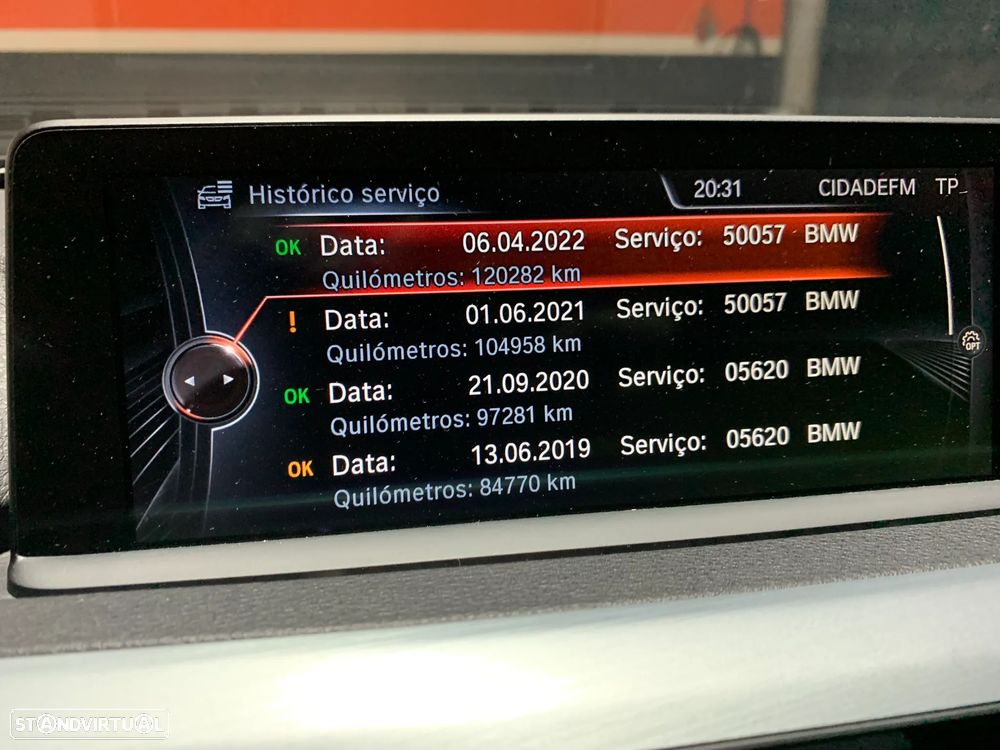 Histórico serviço 20:31 CIDADEFM TP
OK Data: 06.04.2022 Serviço: 50057 BMW
Quilómetros: 120282 km
! Data: 01.06.2021 Serviço: 50057 BMW
Quilómetros: 104958 km
OPT
OK Data: 21.09.2020 Serviço: 05620 BMW
Quilómetros: 97281 km
OK Data: 13.06.2019 Serviço: 05620 BMW
Quilómetros: 84770 km
STANDVIRTUAL